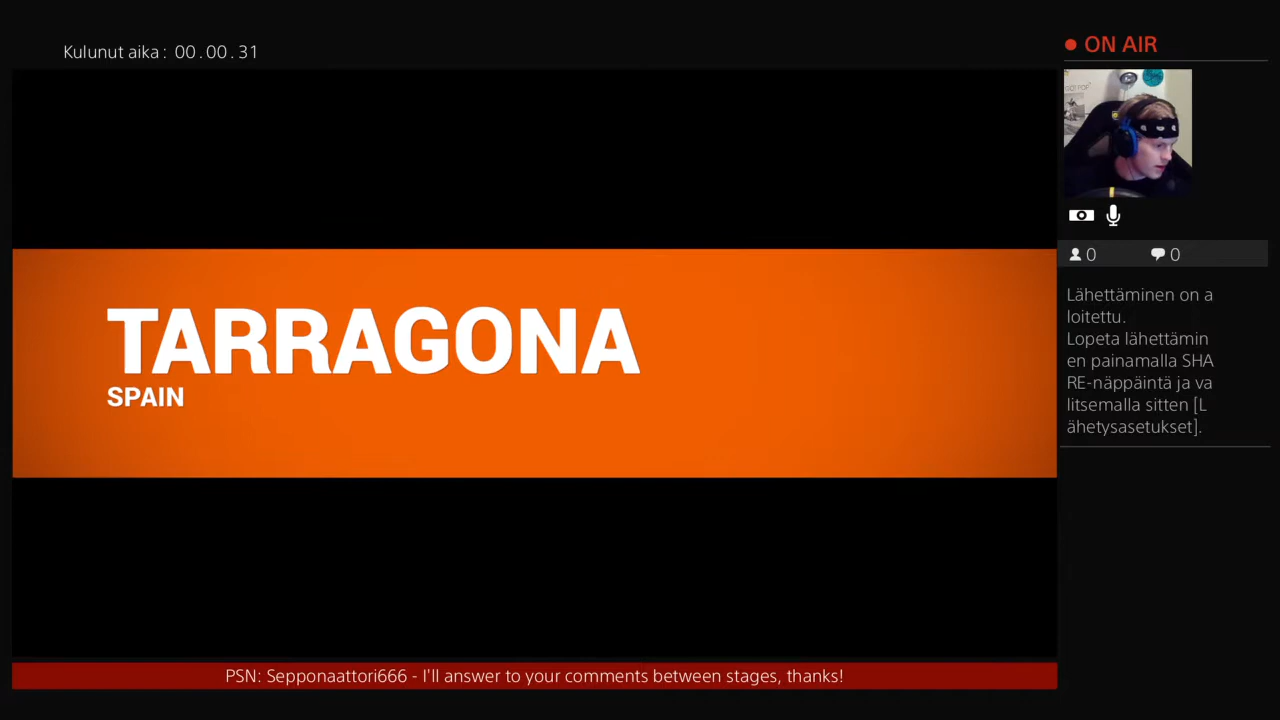 Kulunut aika : 00.00.31
ON AIR
0
0
TARRAGONA
SPAIN
Lähettäminen on a
loitettu.
Lopeta lähettämin
en painamalla SHA
RE-näppäintä ja va
litsemalla sitten [L
ähetysasetukset].
PSN: Sepponaattori666 - I'll answer to your comments between stages, thanks!